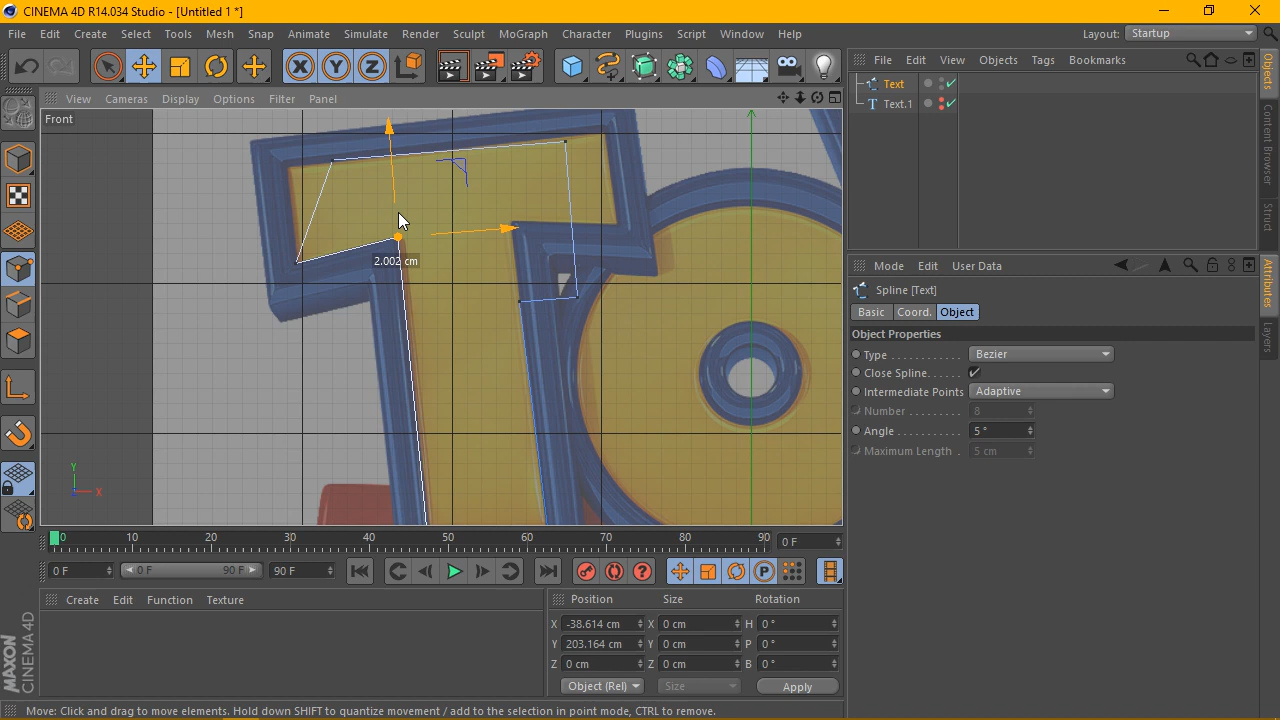 CINEMA 4D R14.034 Studio - [Untitled 1 *]
File Edit Create Select Tools Mesh Snap Animate Simulate Render Sculpt MoGraph Character Plugins Script Window Help Layout: Startup
X Y Z
View Cameras Display Options Filter Panel
Front
2.002 cm
Y
X
File Edit View Objects Tags Bookmarks
Text
T Text.1
Mode Edit User Data
Spline [Text]
Basic Coord. Object
Object Properties
Type . . . . . . . . . . . Bezier
Close Spline. . . . . .
Intermediate Points Adaptive
Number . . . . . . . . . 8
Angle . . . . . . . . . . 5 °
Maximum Length . 5 cm
Objects
Content Browser
Struct
Attributes
Layers
0 10 20 30 40 50 60 70 80 90 0 F
0 F 0 F 90 F 90 F
P
Create Edit Function Texture
Position Size Rotation
X -38.614 cm X 0 cm H 0 °
Y 203.164 cm Y 0 cm P 0 °
Z 0 cm Z 0 cm B 0 °
Object (Rel) Size Apply
MAXON
CINEMA 4D
Move: Click and drag to move elements. Hold down SHIFT to quantize movement / add to the selection in point mode, CTRL to remove.